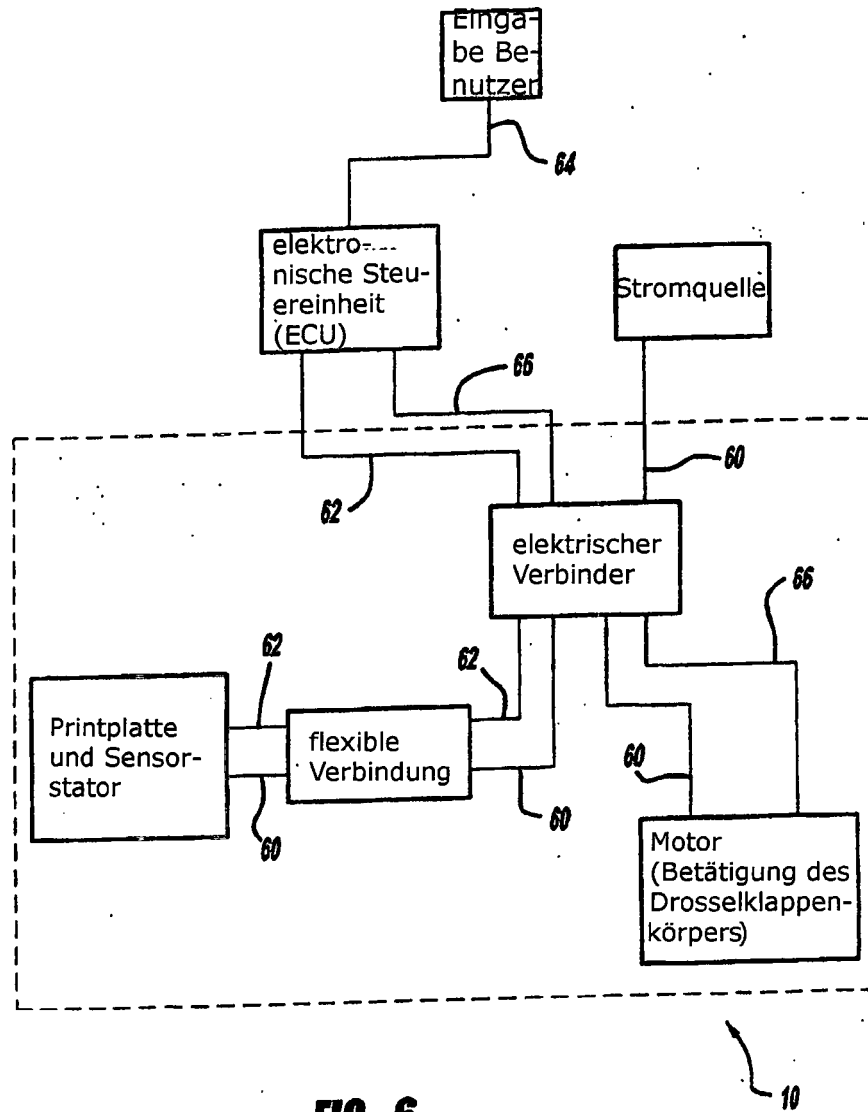 Einga-
be Be-
nutzer
64
elektro-
nische Steu-
ereinheit
(ECU)
Stromquelle
66
60
62
elektrischer
Verbinder
66
62
Printplatte
und Sensor-
stator
flexible
Verbindung
60
60
60
Motor
(Betätigung des
Drosselklappen-
körpers)
10
FIG. 6